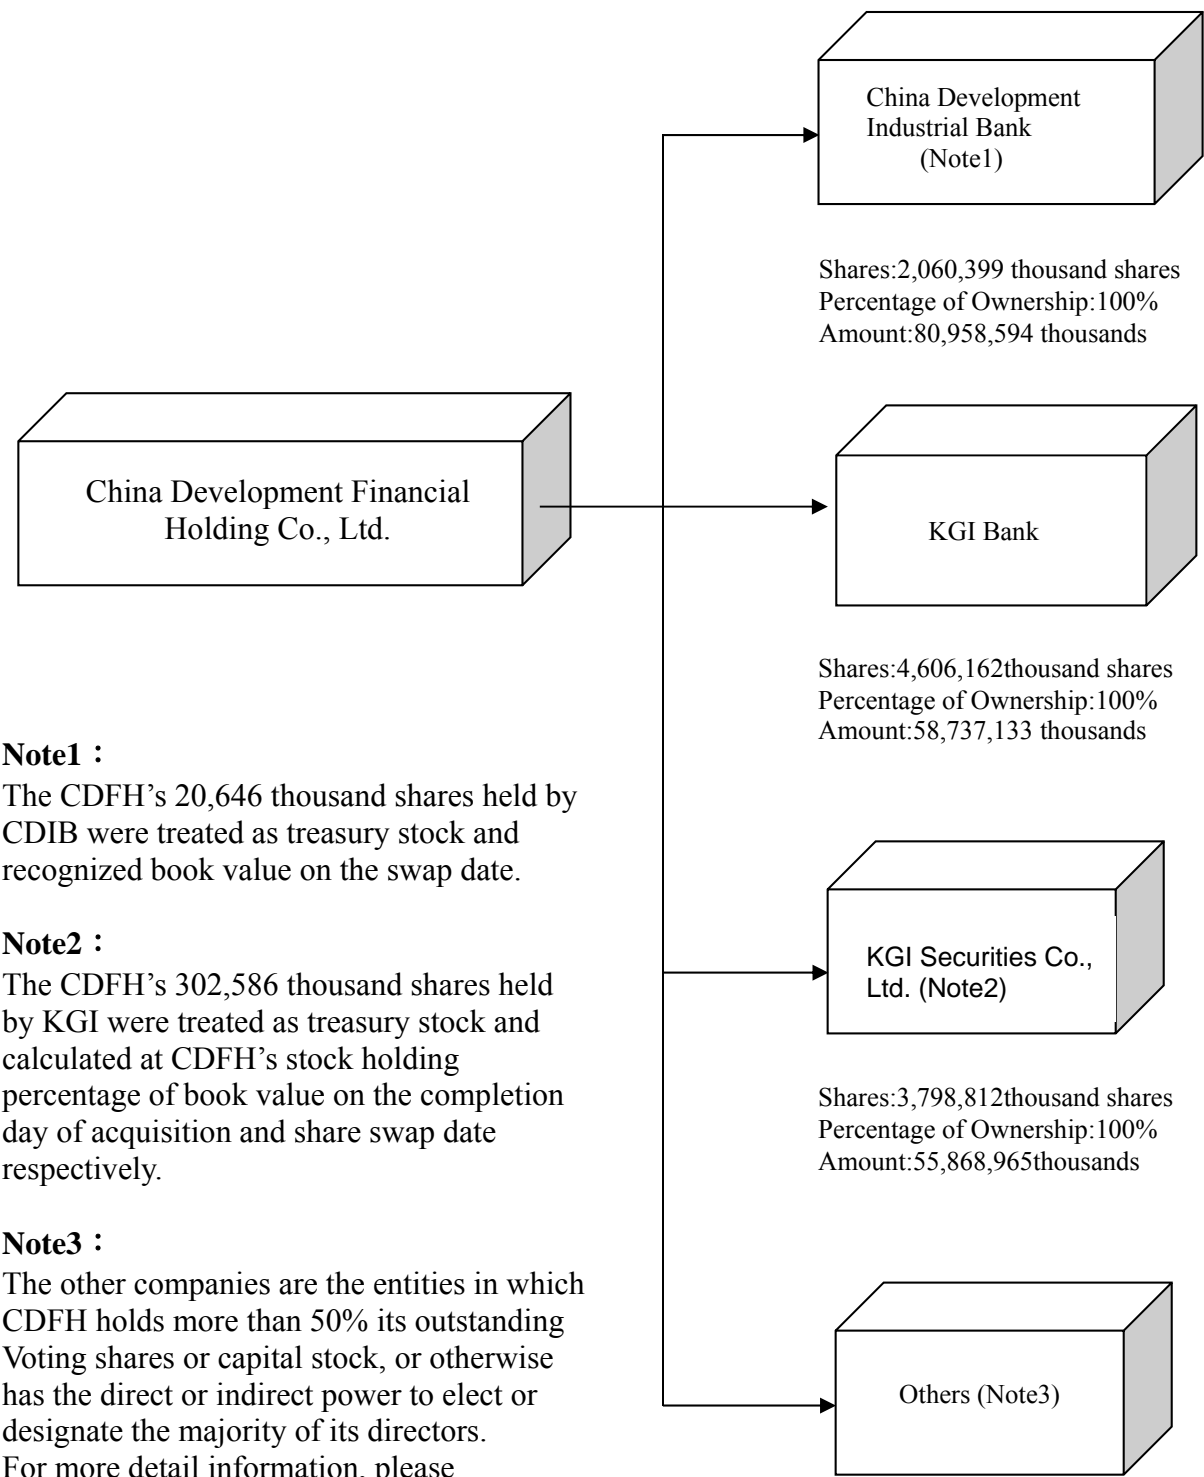 China Development
Industrial Bank
(Note1)
Shares:2,060,399 thousand shares
Percentage of Ownership:100%
Amount:80,958,594 thousands
China Development Financial
Holding Co., Ltd.
KGI Bank
Shares:4,606,162thousand shares
Percentage of Ownership:100%
Amount:58,737,133 thousands
Note1：
The CDFH’s 20,646 thousand shares held by
CDIB were treated as treasury stock and
recognized book value on the swap date.
Note2：
The CDFH’s 302,586 thousand shares held
by KGI were treated as treasury stock and
calculated at CDFH’s stock holding
percentage of book value on the completion
day of acquisition and share swap date
respectively.
KGI Securities Co.,
Ltd. (Note2)
Shares:3,798,812thousand shares
Percentage of Ownership:100%
Amount:55,868,965thousands
Note3：
The other companies are the entities in which
CDFH holds more than 50% its outstanding
Voting shares or capital stock, or otherwise
has the direct or indirect power to elect or
designate the majority of its directors.
For more detail information, please
Others (Note3)